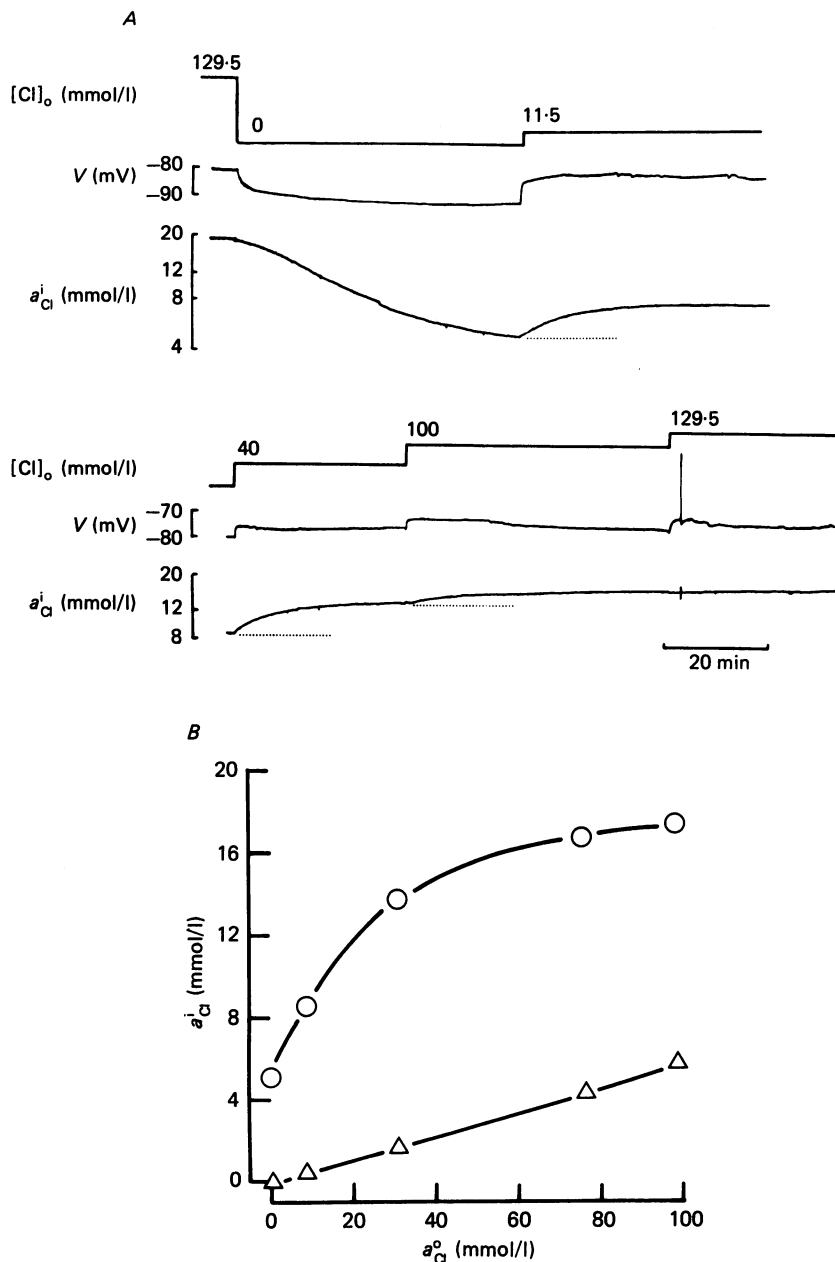 A
129·5
[Cl]o (mmol/l)
0
11·5
V (mV)
−80
−90
a^i_Cl (mmol/l)
20
12
8
4
[Cl]o (mmol/l)
40
100
129·5
V (mV)
−70
−80
a^i_Cl (mmol/l)
20
12
8
20 min
B
a^i_Cl (mmol/l)
20
16
12
8
4
0
0 20 40 60 80 100
a^o_Cl (mmol/l)